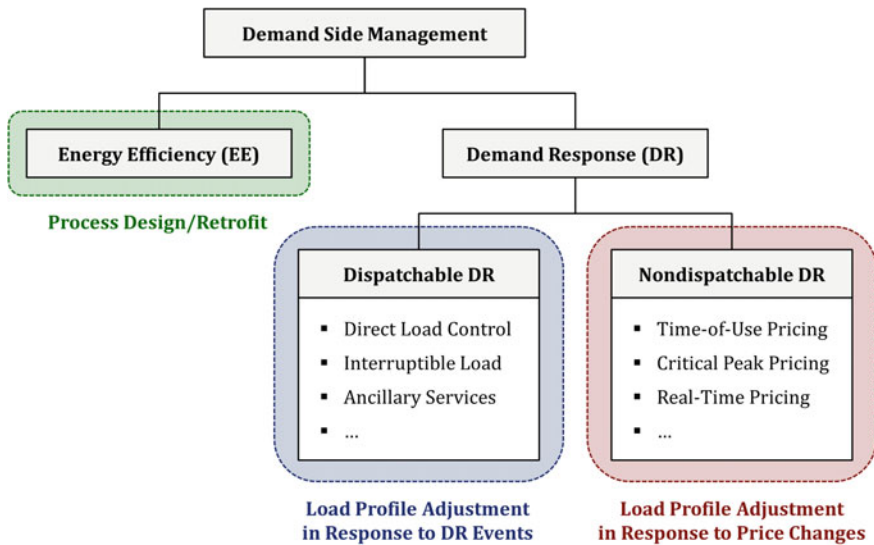 Demand Side Management
Energy Efficiency (EE)
Demand Response (DR)
Process Design/Retrofit
Dispatchable DR
▪ Direct Load Control
▪ Interruptible Load
▪ Ancillary Services
▪ ...
Nondispatchable DR
▪ Time-of-Use Pricing
▪ Critical Peak Pricing
▪ Real-Time Pricing
▪ ...
Load Profile Adjustment
in Response to DR Events
Load Profile Adjustment
in Response to Price Changes